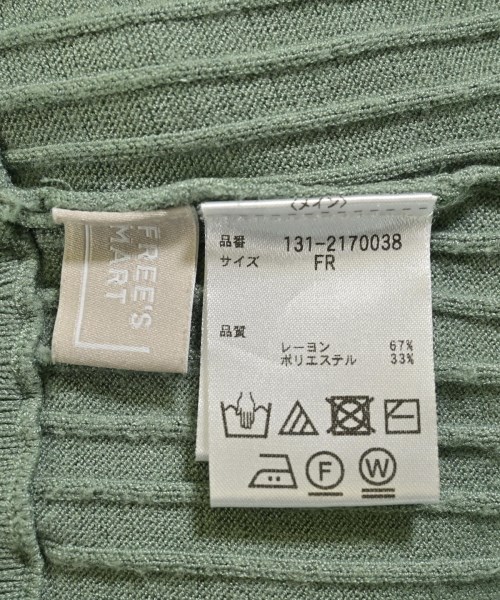 FREE'S
MART
〈メイン〉
品番 131-2170038
サイズ FR
品質
レーヨン 67%
ポリエステル 33%
F
W